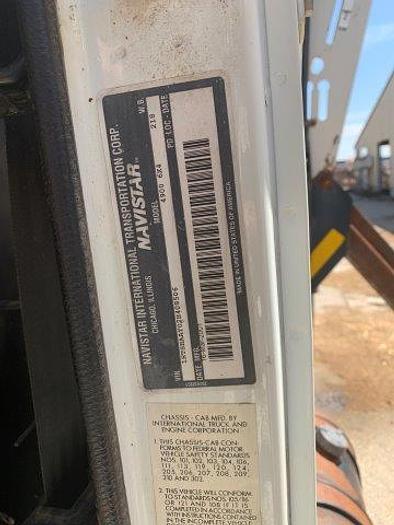 NAVISTAR INTERNATIONAL TRANSPORTATION CORP.
CHICAGO, ILLINOIS
NAVISTAR
4900 6X4
MODEL
218
W.B.
PD LOC - DATE
VIN
DATE MFG.
MADE IN UNITED STATES OF AMERICA
CHASSIS - CAB MFD. BY
INTERNATIONAL TRUCK AND
ENGINE CORPORATION
1. THIS CHASSIS-CAB CON-
FORMS TO FEDERAL MOTOR
VEHICLE SAFETY STANDARDS
NOS. 101, 102, 103, 104, 106
111, 113, 119, 120, 124,
205, 206, 207, 208, 209,
210 AND 302.
2. THIS VEHICLE WILL CONFORM
TO STANDARDS NOS. 105/86
OR 121 AND 108 IF IT IS
COMPLETED IN ACCORDANCE
WITH INSTRUCTIONS
CONTAINED IN THE